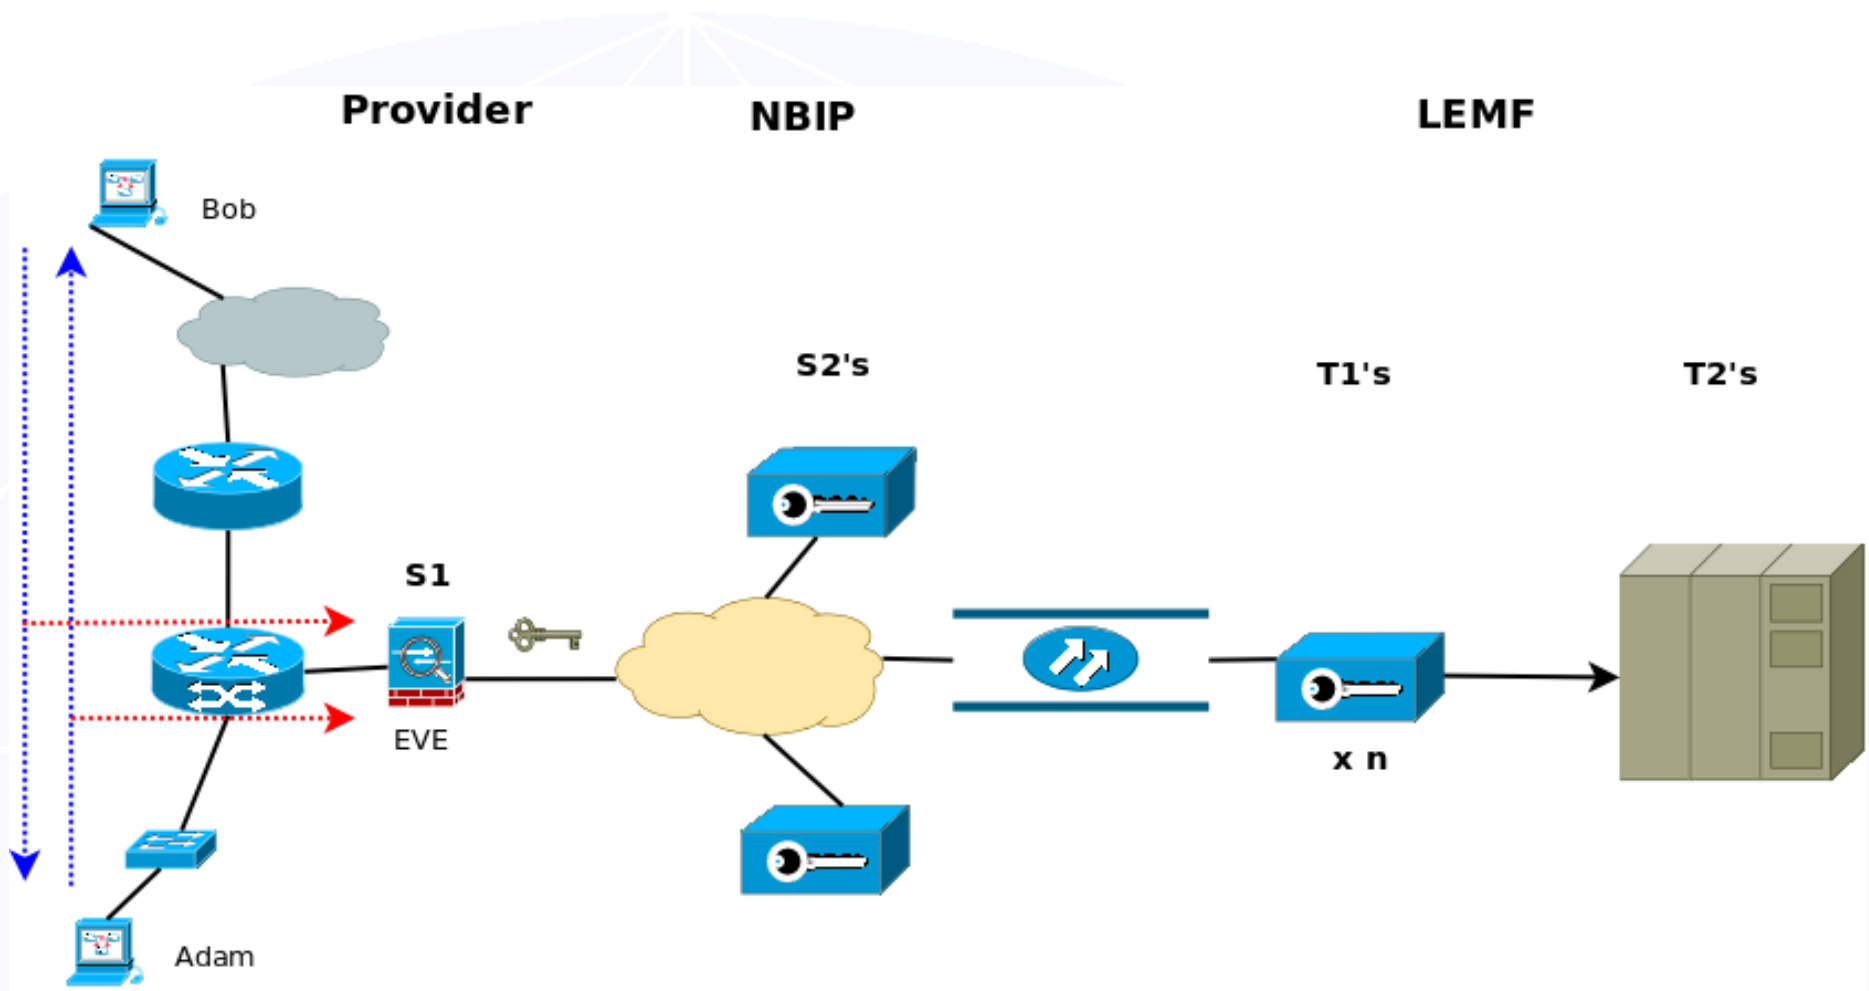 Provider
NBIP
LEMF
Bob
S2's
T1's
T2's
S1
EVE
x n
Adam